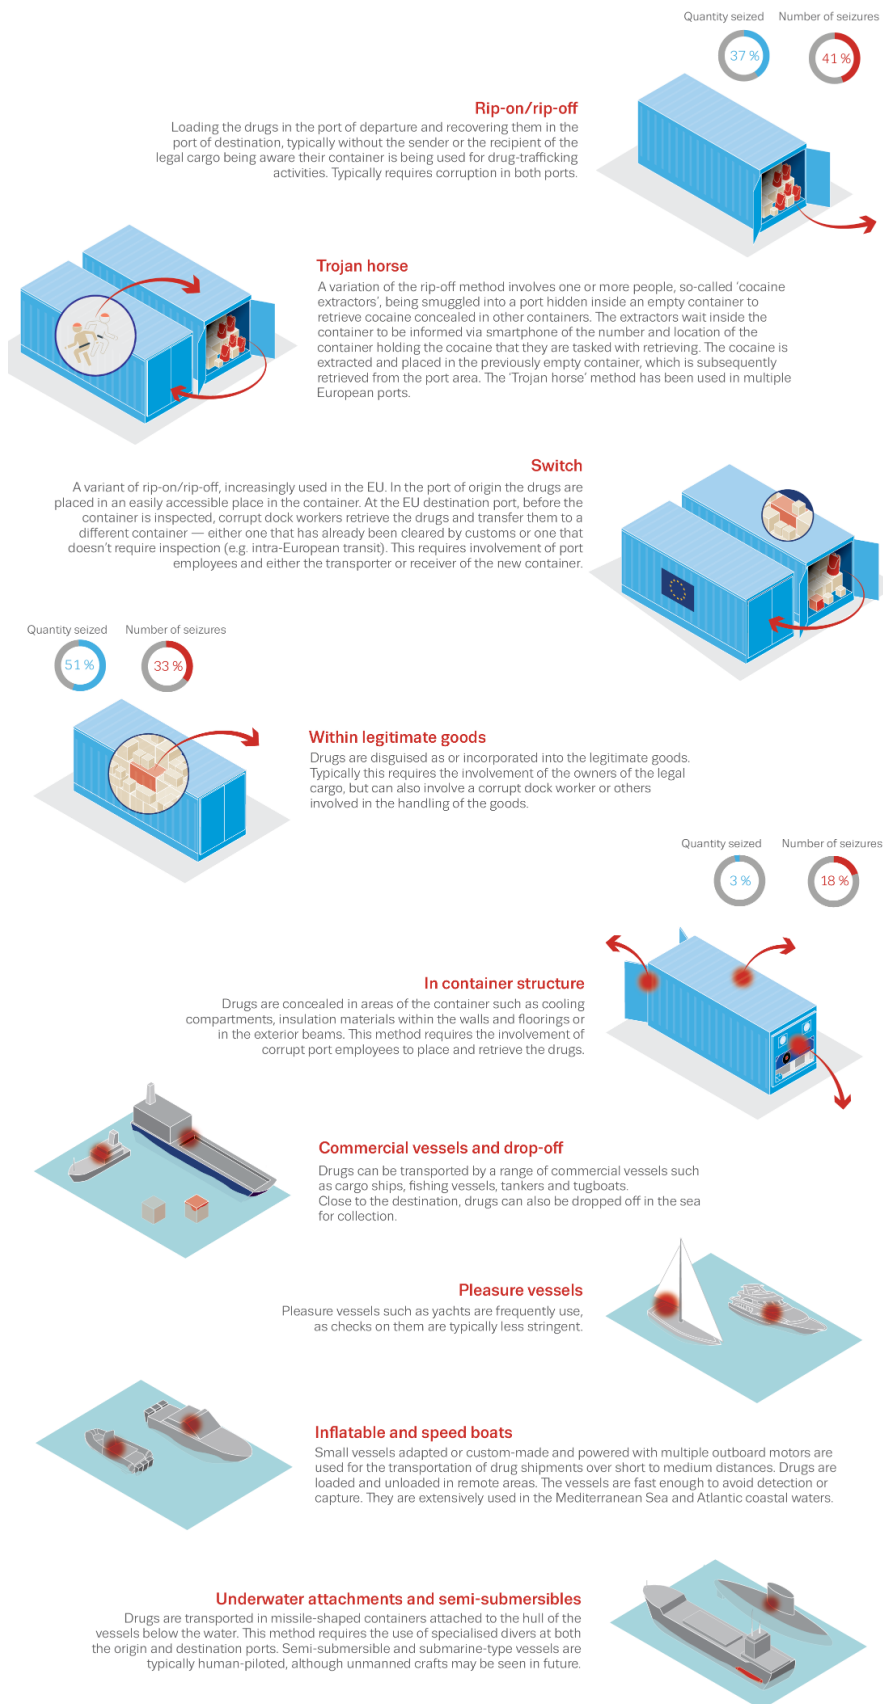 Quantity seized
Number of seizures
37 %
41 %
Rip-on/rip-off
Loading the drugs in the port of departure and recovering them in the
port of destination, typically without the sender or the recipient of the
legal cargo being aware their container is being used for drug-trafficking
activities. Typically requires corruption in both ports.
Trojan horse
A variation of the rip-off method involves one or more people, so-called ‘cocaine
extractors’, being smuggled into a port hidden inside an empty container to
retrieve cocaine concealed in other containers. The extractors wait inside the
container to be informed via smartphone of the number and location of the
container holding the cocaine that they are tasked with retrieving. The cocaine is
extracted and placed in the previously empty container, which is subsequently
retrieved from the port area. The ‘Trojan horse’ method has been used in multiple
European ports.
Switch
A variant of rip-on/rip-off, increasingly used in the EU. In the port of origin the drugs are
placed in an easily accessible place in the container. At the EU destination port, before the
container is inspected, corrupt dock workers retrieve the drugs and transfer them to a
different container — either one that has already been cleared by customs or one that
doesn’t require inspection (e.g. intra-European transit). This requires involvement of port
employees and either the transporter or receiver of the new container.
Quantity seized
Number of seizures
51 %
33 %
Within legitimate goods
Drugs are disguised as or incorporated into the legitimate goods.
Typically this requires the involvement of the owners of the legal
cargo, but can also involve a corrupt dock worker or others
involved in the handling of the goods.
Quantity seized
Number of seizures
3 %
18 %
In container structure
Drugs are concealed in areas of the container such as cooling
compartments, insulation materials within the walls and floorings or
in the exterior beams. This method requires the involvement of
corrupt port employees to place and retrieve the drugs.
Commercial vessels and drop-off
Drugs can be transported by a range of commercial vessels such
as cargo ships, fishing vessels, tankers and tugboats.
Close to the destination, drugs can also be dropped off in the sea
for collection.
Pleasure vessels
Pleasure vessels such as yachts are frequently use,
as checks on them are typically less stringent.
Inflatable and speed boats
Small vessels adapted or custom-made and powered with multiple outboard motors are
used for the transportation of drug shipments over short to medium distances. Drugs are
loaded and unloaded in remote areas. The vessels are fast enough to avoid detection or
capture. They are extensively used in the Mediterranean Sea and Atlantic coastal waters.
Underwater attachments and semi-submersibles
Drugs are transported in missile-shaped containers attached to the hull of the
vessels below the water. This method requires the use of specialised divers at both
the origin and destination ports. Semi-submersible and submarine-type vessels are
typically human-piloted, although unmanned crafts may be seen in future.